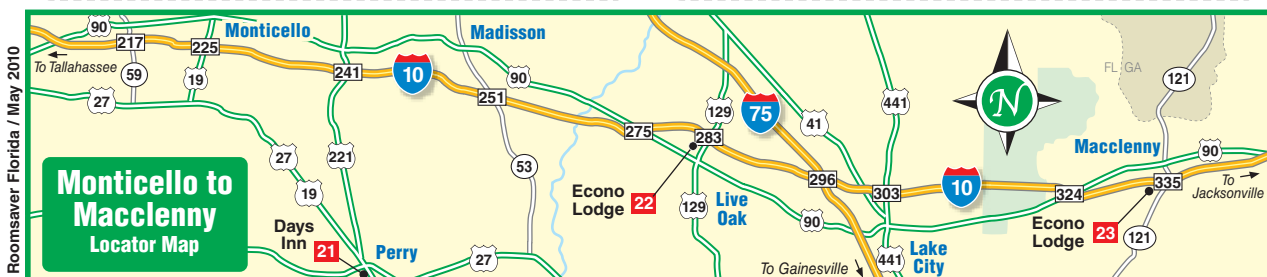 Roomsaver Florida / May 2010
Monticello to
Macclenny
Locator Map
90
217
225
Monticello
Madisson
To Tallahassee
59
19
241
10
90
27
251
275
129
283
75
41
441
FL
GA
121
N
Macclenny
90
27
221
19
53
Econo
Lodge
22
129
Live
Oak
296
303
10
324
335
To
Jacksonville
90
Econo
Lodge
23
121
Days
Inn
21
Perry
27
To Gainesville
441
Lake
City